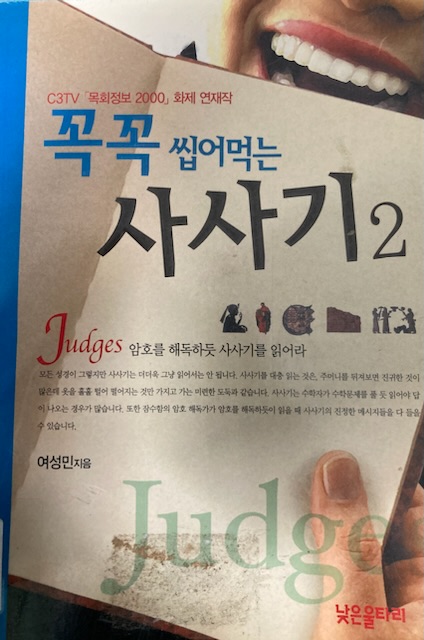 C3TV 「목회정보 2000」 화제 연재작
꼭꼭 씹어먹는
사사기 2
Judges 암호를 해독하듯 사사기를 읽어라
모든 성경이 그렇지만 사사기는 더더욱 그냥 읽어서는 안 됩니다. 사사기를 대충 읽는 것은, 주머니를 뒤져보면 진귀한 것이
많은데 옷을 훌훌 털어 떨어지는 것만 가지고 가는 미련한 도둑과 같습니다. 사사기는 수학자가 수학문제를 풀 듯 읽어야 답
이 나오는 경우가 많습니다. 또한 잠수함의 암호 해독가가 암호를 해독하듯이 읽을 때 사사기의 진정한 메시지들을 다 들을
수 있습니다.
여성민 지음
Judge
낮은울타리